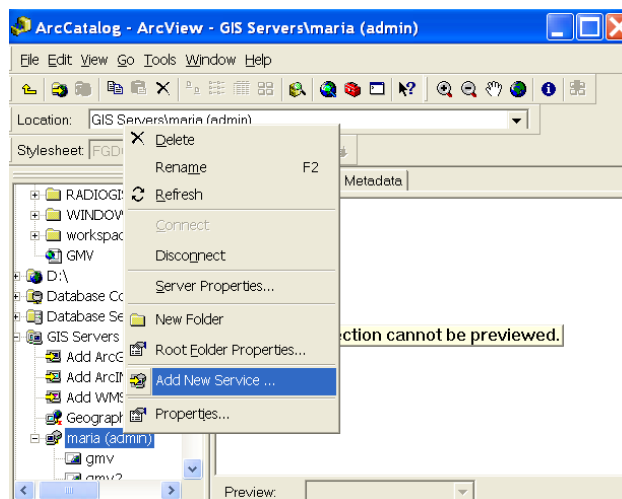 ArcCatalog - ArcView - GIS Servers\maria (admin)
File Edit View Go Tools Window Help
Location: GIS Servers\maria (admin)
Stylesheet: FGD
Metadata
Delete
Rename F2
Refresh
Connect
Disconnect
Server Properties...
New Folder
Root Folder Properties...
Add New Service ...
Properties...
RADIOGI
WINDOW
workspac
GMV
D:\
Database Co
Database Se
GIS Servers
Add ArcG
Add ArcIM
Add WMS
Geograph
maria (admin)
gmv
gmv2
ection cannot be previewed.
Preview: